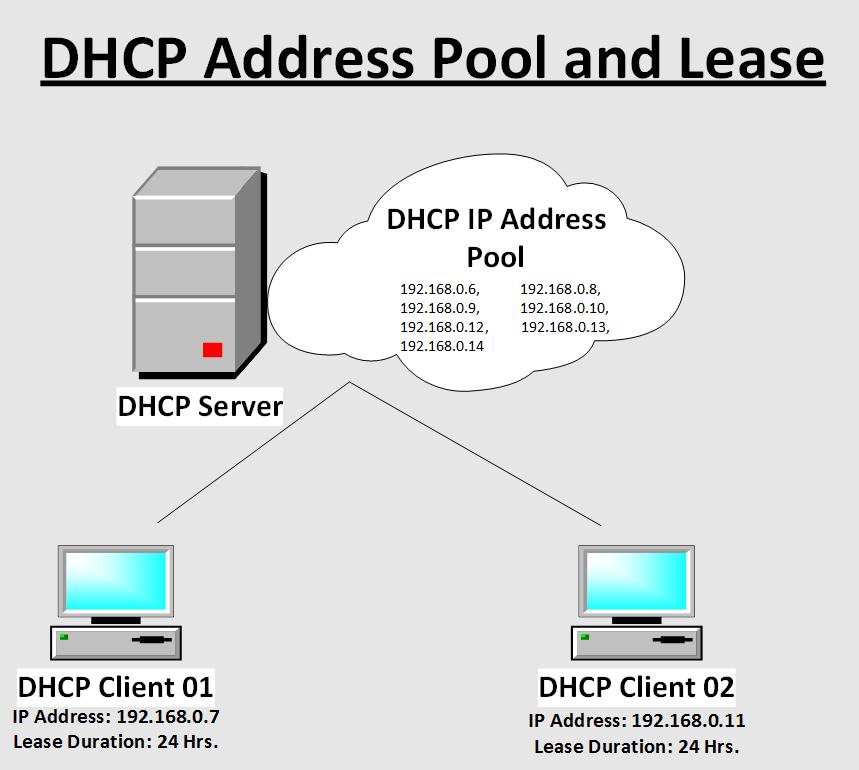 DHCP Address Pool and Lease
DHCP IP Address
Pool
192.168.0.6, 192.168.0.8,
192.168.0.9, 192.168.0.10,
192.168.0.12, 192.168.0.13,
192.168.0.14
DHCP Server
DHCP Client 01
IP Address: 192.168.0.7
Lease Duration: 24 Hrs.
DHCP Client 02
IP Address: 192.168.0.11
Lease Duration: 24 Hrs.